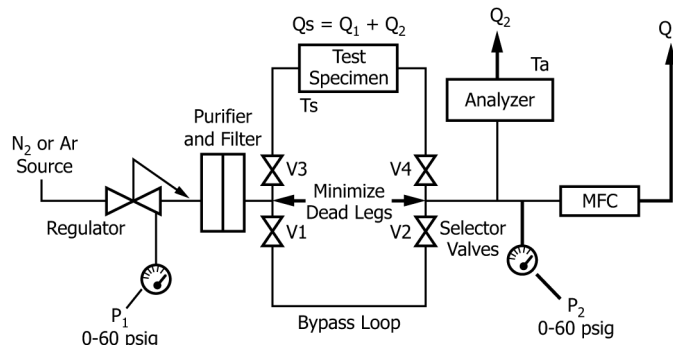 Qs = Q₁ + Q₂
Test
Specimen
Ts
Q₂
Ta
Analyzer
Q
Purifier
and Filter
N₂ or Ar
Source
Regulator
V3
V4
Minimize
Dead Legs
V1
V2
Selector
Valves
MFC
P₁
0-60 psig
Bypass Loop
P₂
0-60 psig